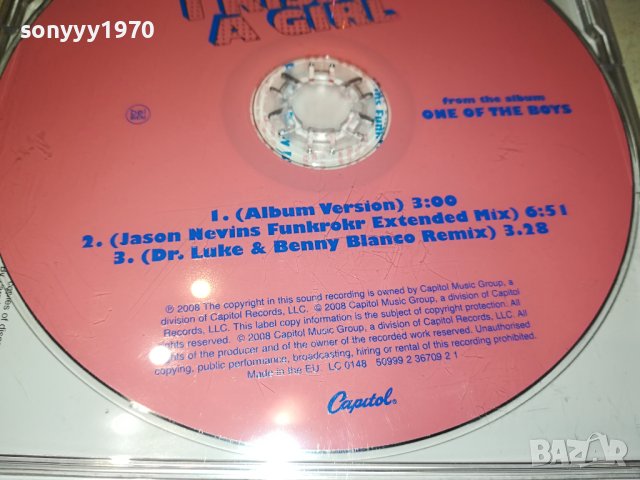 sonyyy1970
A GIRL
from the album
ONE OF THE BOYS
1. (Album Version) 3:00
2. (Jason Nevins Funkrokr Extended Mix) 6:51
3. (Dr. Luke & Benny Blanco Remix) 3.28
℗ 2008 The copyright in this sound recording is owned by Capitol Music Group, a
division of Capitol Records, LLC. © 2008 Capitol Music Group, a division of Capitol
Records, LLC. This label copy information is the subject of copyright protection. All
rights reserved. © 2008 Capitol Music Group, a division of Capitol Records, LLC. All
rights of the producer and of the owner of the recorded work reserved. Unauthorised
copying, public performance, broadcasting, hiring or rental of this recording prohibited.
Made in the EU LC 0148 50999 2 36709 2 1
Capitol®
BAZAR